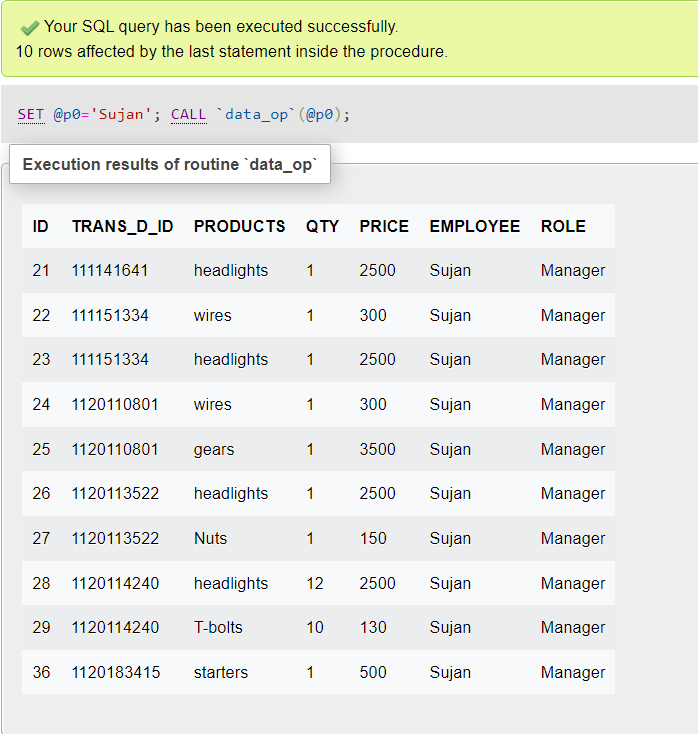 Your SQL query has been executed successfully.
10 rows affected by the last statement inside the procedure.
SET @p0='Sujan'; CALL `data_op`(@p0);
Execution results of routine `data_op`
ID TRANS_D_ID PRODUCTS QTY PRICE EMPLOYEE ROLE
21 111141641 headlights 1 2500 Sujan Manager
22 111151334 wires 1 300 Sujan Manager
23 111151334 headlights 1 2500 Sujan Manager
24 1120110801 wires 1 300 Sujan Manager
25 1120110801 gears 1 3500 Sujan Manager
26 1120113522 headlights 1 2500 Sujan Manager
27 1120113522 Nuts 1 150 Sujan Manager
28 1120114240 headlights 12 2500 Sujan Manager
29 1120114240 T-bolts 10 130 Sujan Manager
36 1120183415 starters 1 500 Sujan Manager